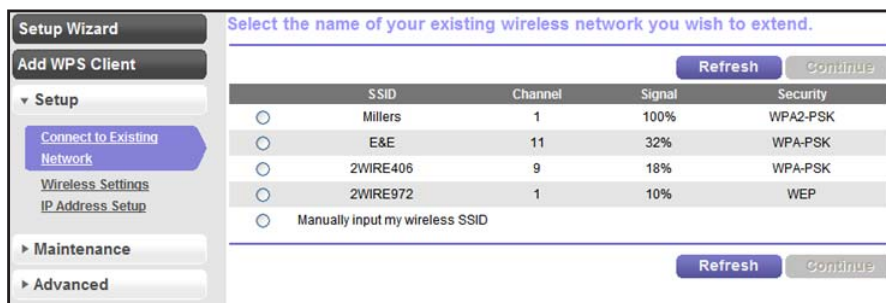 Setup Wizard
Add WPS Client
Setup
Connect to Existing
Network
Wireless Settings
IP Address Setup
Maintenance
Advanced
Select the name of your existing wireless network you wish to extend.
Refresh Continue
SSID Channel Signal Security
Millers 1 100% WPA2-PSK
E&E 11 32% WPA-PSK
2WIRE406 9 18% WPA-PSK
2WIRE972 1 10% WEP
Manually input my wireless SSID
Refresh Continue